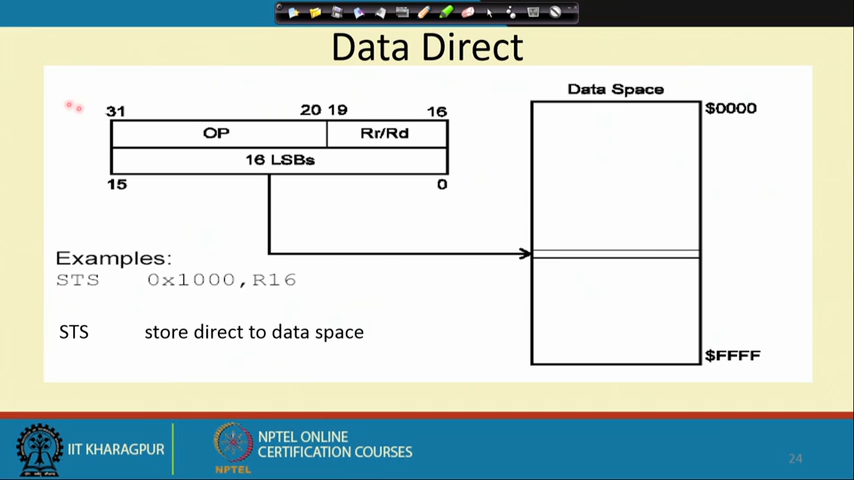 Data Direct
Data Space
31 20 19 16
$0000
OP Rr/Rd
16 LSBs
15 0
Examples:
STS 0x1000,R16
STS store direct to data space
$FFFF
IIT KHARAGPUR
NPTEL
NPTEL ONLINE
CERTIFICATION COURSES
24